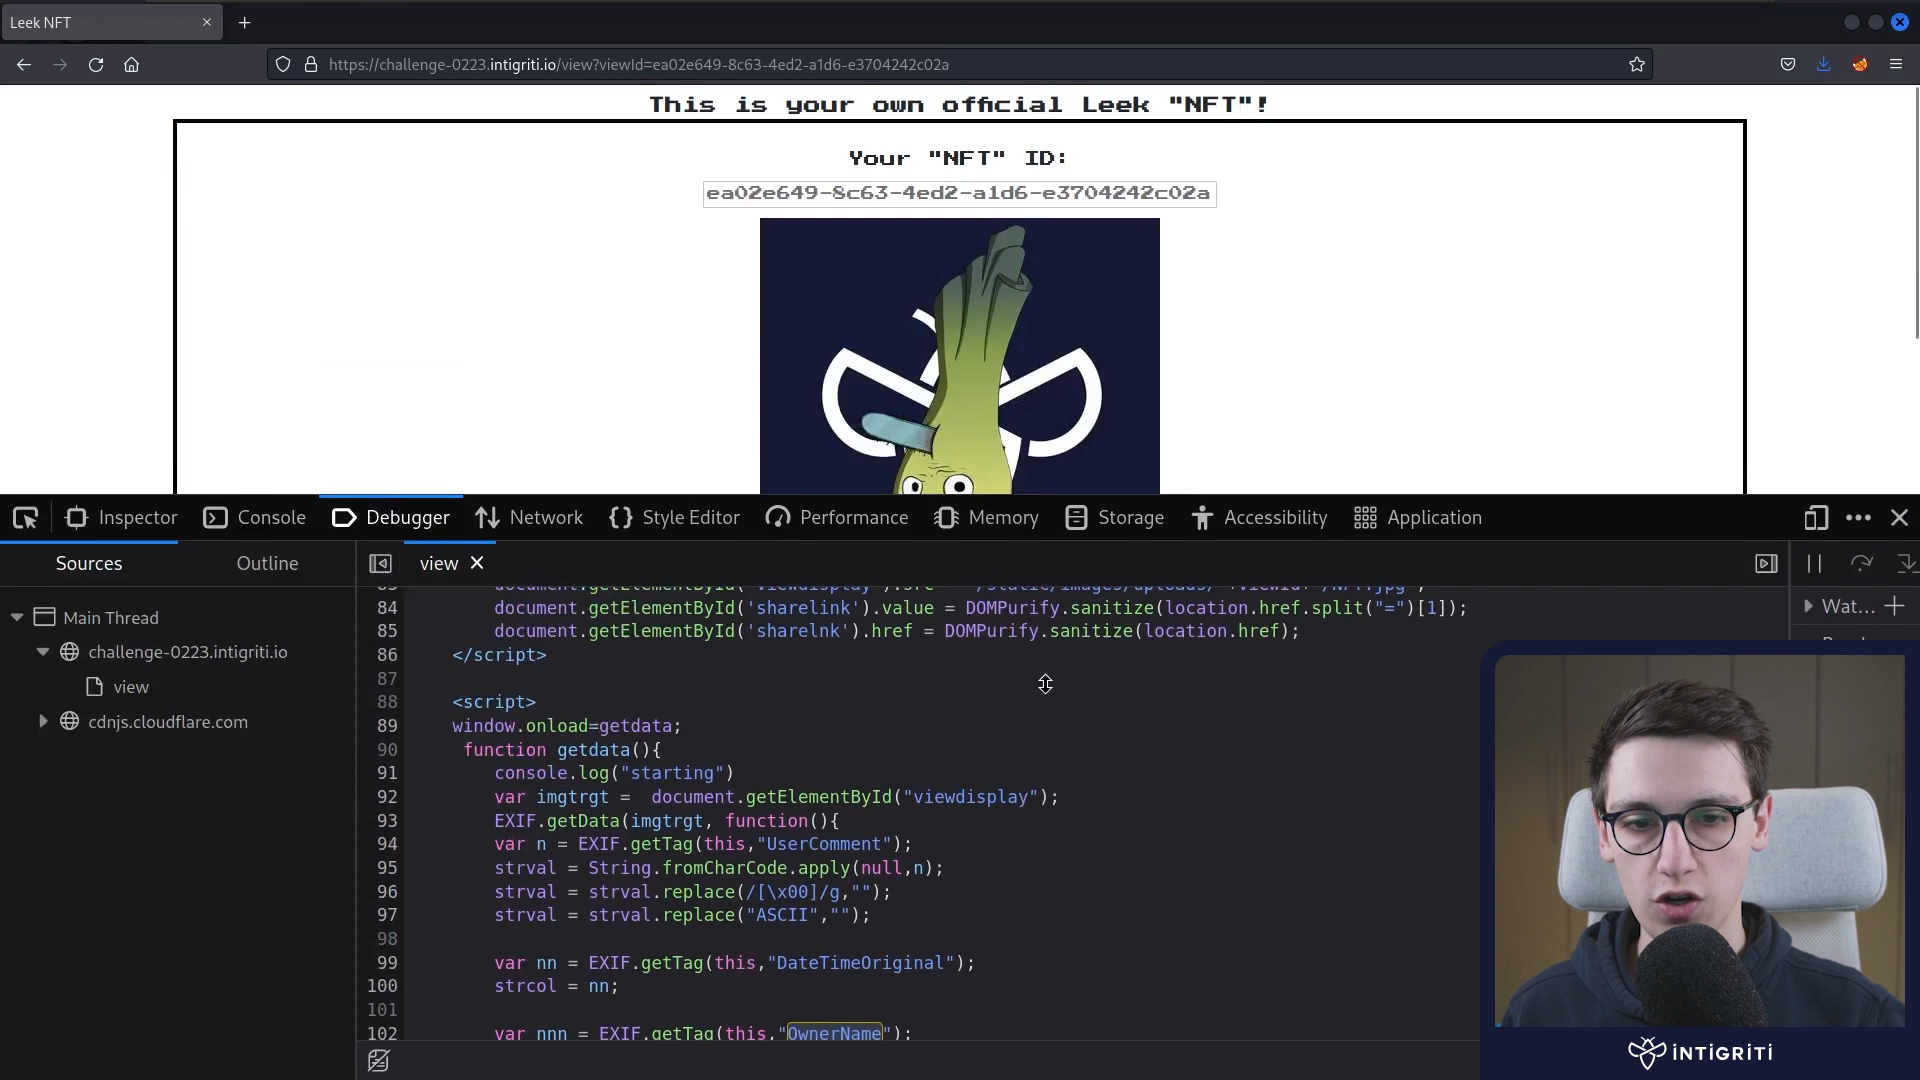 Leek NFT
https://challenge-0223.intigriti.io/view?viewId=ea02e649-8c63-4ed2-a1d6-e3704242c02a
This is your own official Leek "NFT"!
Your "NFT" ID:
ea02e649-8c63-4ed2-a1d6-e3704242c02a
Inspector
Console
Debugger
Network
Style Editor
Performance
Memory
Storage
Accessibility
Application
Sources
Outline
view
Main Thread
challenge-0223.intigriti.io
view
cdnjs.cloudflare.com
Wat...
84 document.getElementById('sharelink').value = DOMPurify.sanitize(location.href.split("=")[1]);
85 document.getElementById('sharelnk').href = DOMPurify.sanitize(location.href);
86 </script>
87
88 <script>
89 window.onload=getdata;
90 function getdata(){
91 console.log("starting")
92 var imgtrgt = document.getElementById("viewdisplay");
93 EXIF.getData(imgtrgt, function(){
94 var n = EXIF.getTag(this,"UserComment");
95 strval = String.fromCharCode.apply(null,n);
96 strval = strval.replace(/[\x00]/g,"");
97 strval = strval.replace("ASCII","");
98
99 var nn = EXIF.getTag(this,"DateTimeOriginal");
100 strcol = nn;
101
102 var nnn = EXIF.getTag(this,"OwnerName");
INTIGRITI